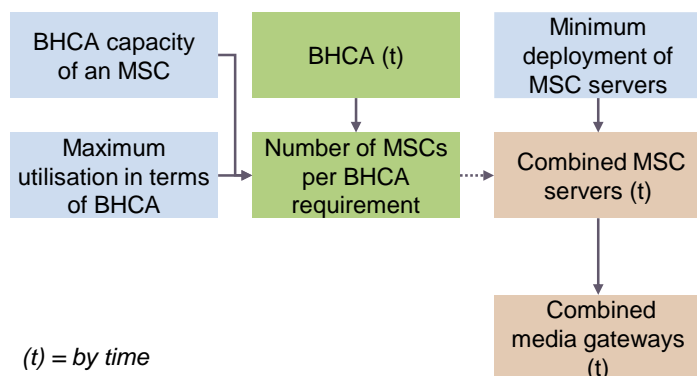 BHCA capacity
of an MSC
BHCA (t)
Minimum
deployment of
MSC servers
Maximum
utilisation in terms
of BHCA
Number of MSCs
per BHCA
requirement
Combined MSC
servers (t)
Combined
media gateways
(t)
(t) = by time